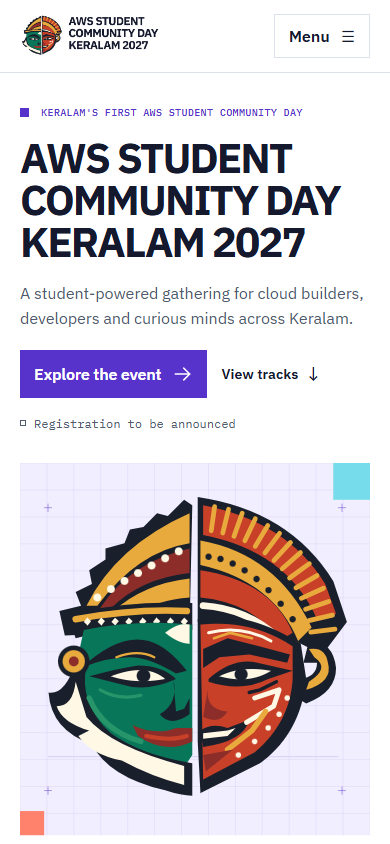 AWS STUDENT
COMMUNITY DAY
KERALAM 2027
Menu
KERALAM'S FIRST AWS STUDENT COMMUNITY DAY
AWS STUDENT
COMMUNITY DAY
KERALAM 2027
A student-powered gathering for cloud builders,
developers and curious minds across Keralam.
Explore the event →
View tracks ↓
Registration to be announced